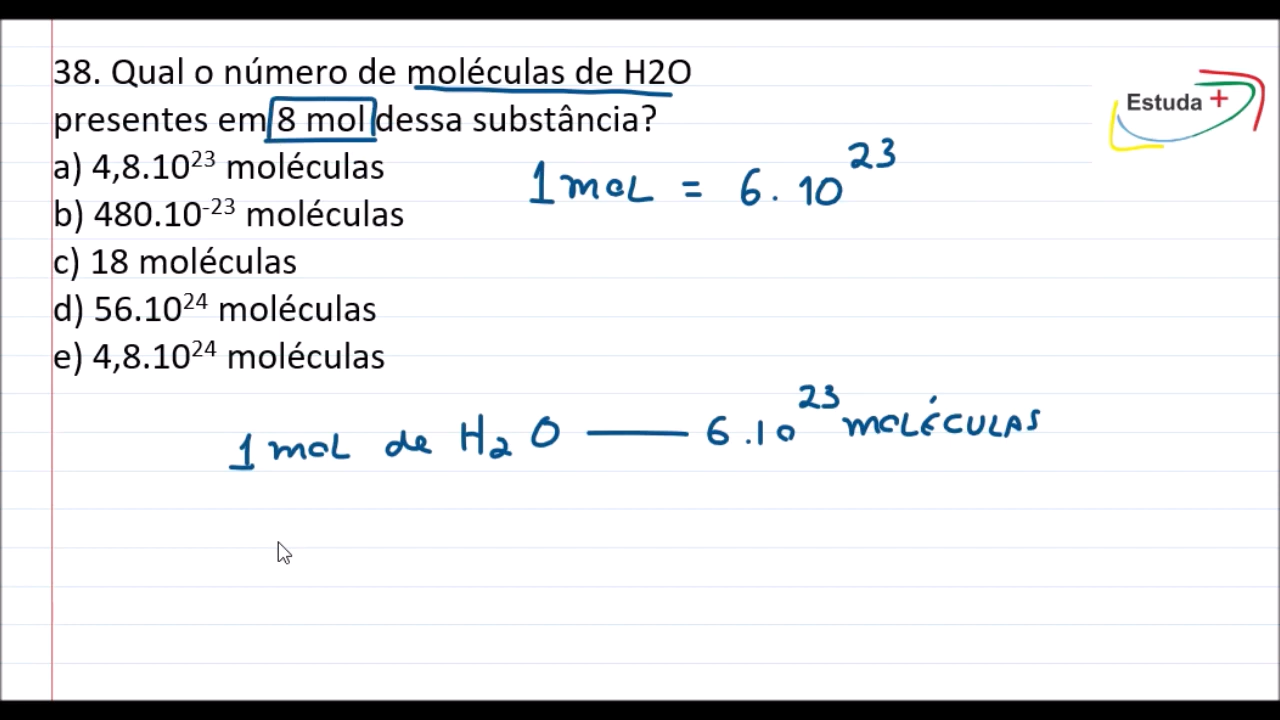 38. Qual o número de moléculas de H2O
presentes em 8 mol dessa substância?
Estuda +
a) 4,8.10²³ moléculas
1 mol = 6. 10²³
b) 480.10⁻²³ moléculas
c) 18 moléculas
d) 56.10²⁴ moléculas
e) 4,8.10²⁴ moléculas
1 mol de H₂O — 6.10²³ MOLÉCULAS